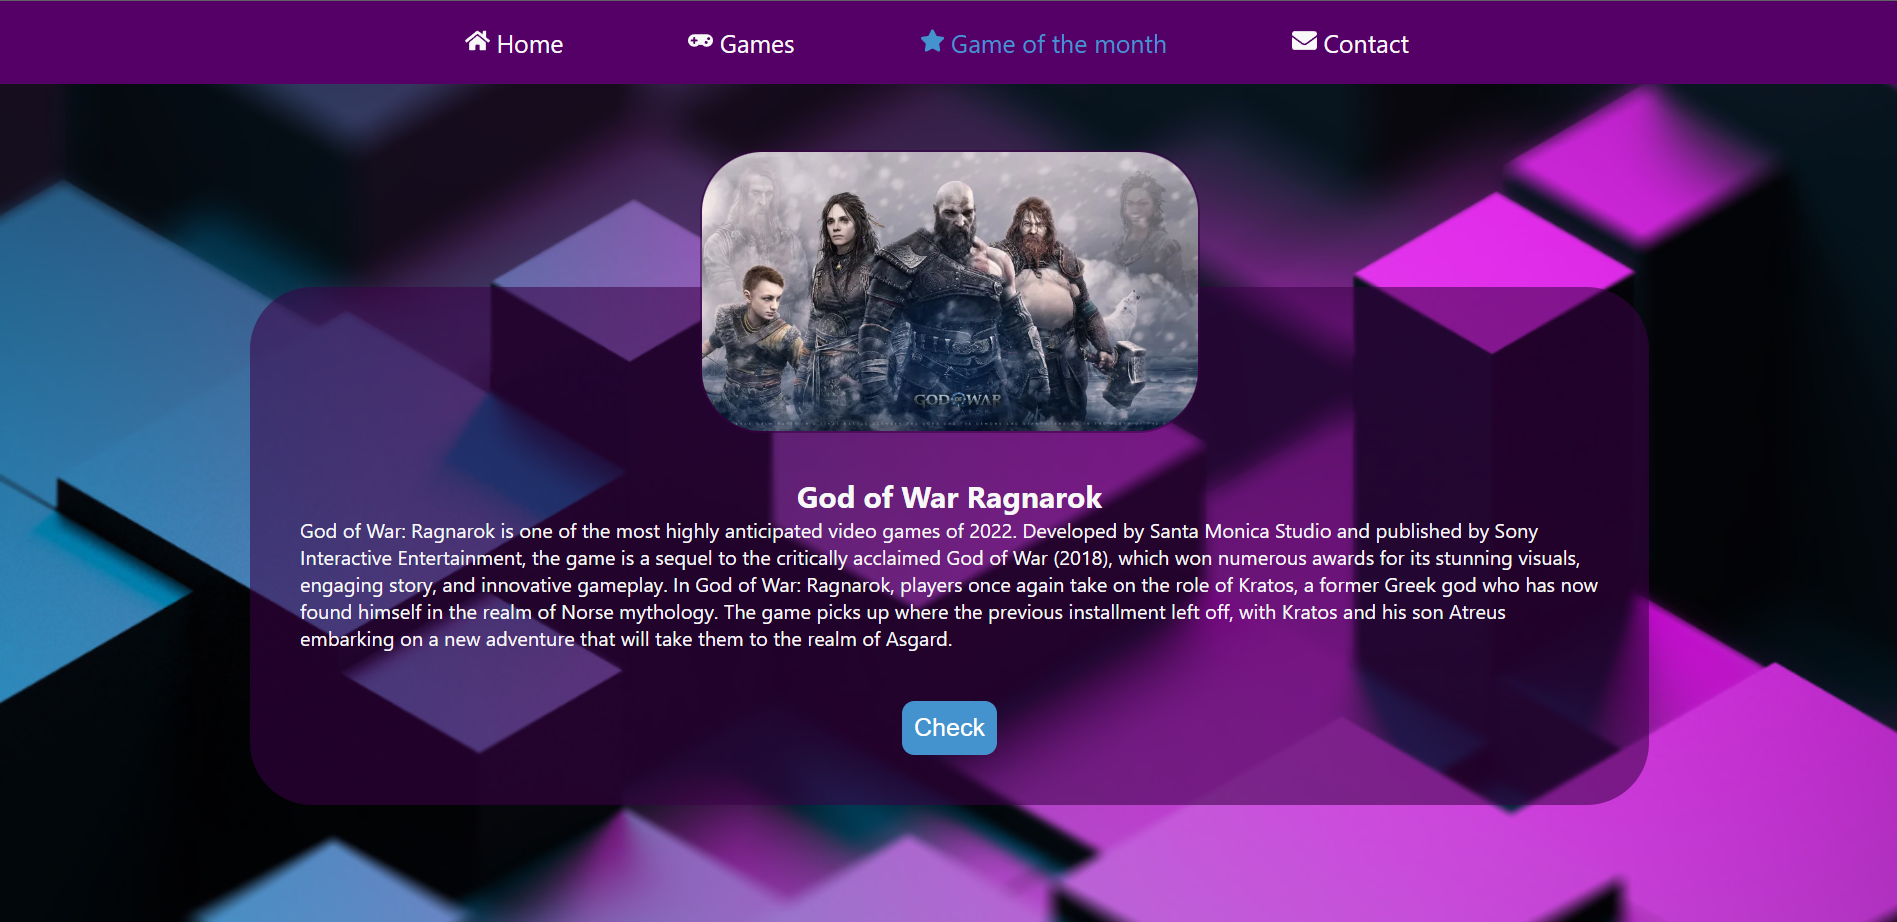 Home
Games
Game of the month
Contact
GOD OF WAR
God of War Ragnarok
God of War: Ragnarok is one of the most highly anticipated video games of 2022. Developed by Santa Monica Studio and published by Sony
Interactive Entertainment, the game is a sequel to the critically acclaimed God of War (2018), which won numerous awards for its stunning visuals,
engaging story, and innovative gameplay. In God of War: Ragnarok, players once again take on the role of Kratos, a former Greek god who has now
found himself in the realm of Norse mythology. The game picks up where the previous installment left off, with Kratos and his son Atreus
embarking on a new adventure that will take them to the realm of Asgard.
Check